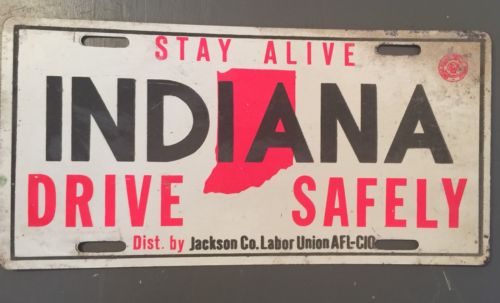 STAY ALIVE
INDIANA
DRIVE SAFELY
Dist. by Jackson Co. Labor Union AFL-CIO